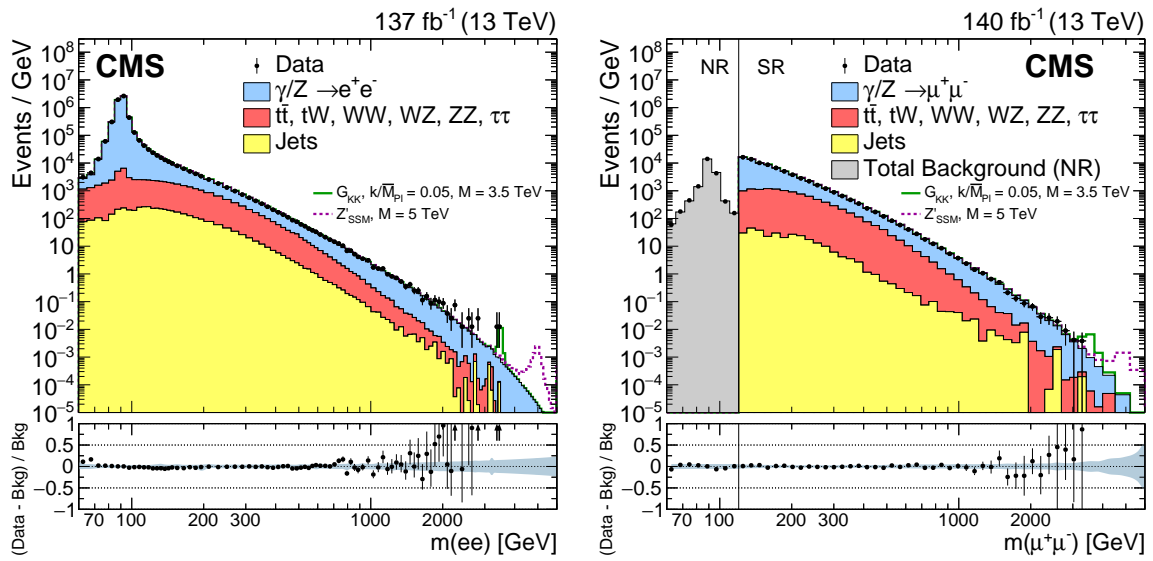 137 fb⁻¹ (13 TeV)
CMS
Events / GeV
10⁸
10⁷
10⁶
10⁵
10⁴
10³
10²
10
1
10⁻¹
10⁻²
10⁻³
10⁻⁴
10⁻⁵
Data
γ/Z →e⁺e⁻
tt̄, tW, WW, WZ, ZZ, ττ
Jets
G_KK, k/M̄_Pl = 0.05, M = 3.5 TeV
Z'_SSM, M = 5 TeV
(Data - Bkg) / Bkg
1
0.5
0
−0.5
−1
70 100 200 300 1000 2000
m(ee) [GeV]
140 fb⁻¹ (13 TeV)
NR SR
CMS
Events / GeV
10⁸
10⁷
10⁶
10⁵
10⁴
10³
10²
10
1
10⁻¹
10⁻²
10⁻³
10⁻⁴
10⁻⁵
Data
γ/Z →μ⁺μ⁻
tt̄, tW, WW, WZ, ZZ, ττ
Jets
Total Background (NR)
G_KK, k/M̄_Pl = 0.05, M = 3.5 TeV
Z'_SSM, M = 5 TeV
(Data - Bkg) / Bkg
1
0.5
0
−0.5
−1
70 100 200 300 1000 2000
m(μ⁺μ⁻) [GeV]